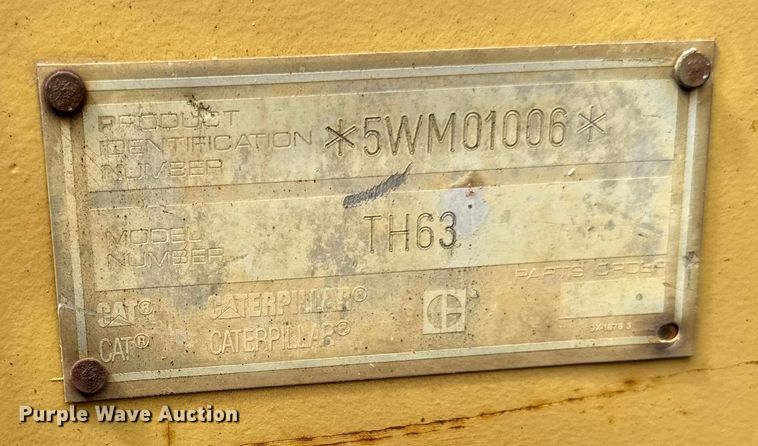 PRODUCT
IDENTIFICATION
NUMBER
*5WM01006*
MODEL
NUMBER
TH63
PARTS ORDER
CAT® CATERPILLAR®
CAT® CATERPILLAR®
Purple Wave Auction